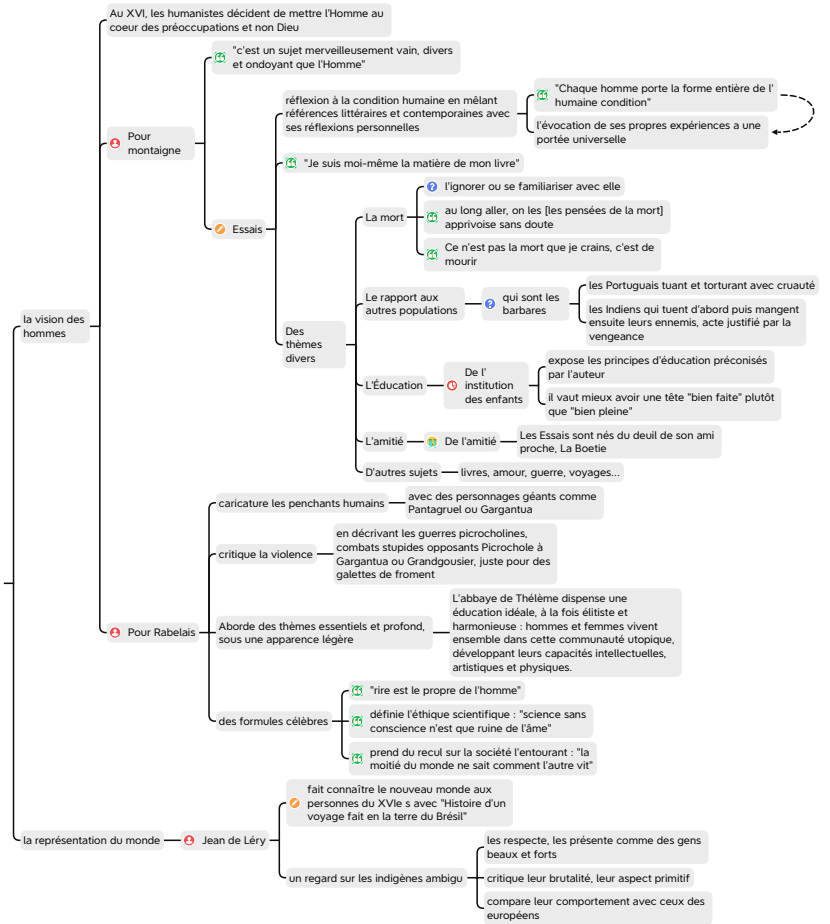 Au XVI, les humanistes décident de mettre l'Homme au
coeur des préoccupations et non Dieu
"c'est un sujet merveilleusement vain, divers
et ondoyant que l'Homme"
Pour
montaigne
réflexion à la condition humaine en mêlant
références littéraires et contemporaines avec
ses réflexions personnelles
"Chaque homme porte la forme entière de l'
humaine condition"
l'évocation de ses propres expériences a une
portée universelle
"Je suis moi-même la matière de mon livre"
Essais
La mort
l'ignorer ou se familiariser avec elle
au long aller, on les [les pensées de la mort]
apprivoise sans doute
Ce n'est pas la mort que je crains, c'est de
mourir
Le rapport aux
autres populations
qui sont les
barbares
les Portuguais tuant et torturant avec cruauté
les Indiens qui tuent d'abord puis mangent
ensuite leurs ennemis, acte justifié par la
vengeance
la vision des
hommes
Des
thèmes
divers
L'Éducation
De l'
institution
des enfants
expose les principes d'éducation préconisés
par l'auteur
il vaut mieux avoir une tête "bien faite" plutôt
que "bien pleine"
L'amitié
De l'amitié
Les Essais sont nés du deuil de son ami
proche, La Boetie
D'autres sujets
livres, amour, guerre, voyages...
caricature les penchants humains
avec des personnages géants comme
Pantagruel ou Gargantua
critique la violence
en décrivant les guerres picrocholines,
combats stupides opposants Picrochole à
Gargantua ou Grandgousier, juste pour des
galettes de froment
Pour Rabelais
Aborde des thèmes essentiels et profond,
sous une apparence légère
L'abbaye de Thélème dispense une
éducation idéale, à la fois élitiste et
harmonieuse : hommes et femmes vivent
ensemble dans cette communauté utopique,
développant leurs capacités intellectuelles,
artistiques et physiques.
des formules célèbres
"rire est le propre de l'homme"
définie l'éthique scientifique : "science sans
conscience n'est que ruine de l'âme"
prend du recul sur la société l'entourant : "la
moitié du monde ne sait comment l'autre vit"
la représentation du monde
Jean de Léry
fait connaître le nouveau monde aux
personnes du XVIe s avec "Histoire d'un
voyage fait en la terre du Brésil"
un regard sur les indigènes ambigu
les respecte, les présente comme des gens
beaux et forts
critique leur brutalité, leur aspect primitif
compare leur comportement avec ceux des
européens